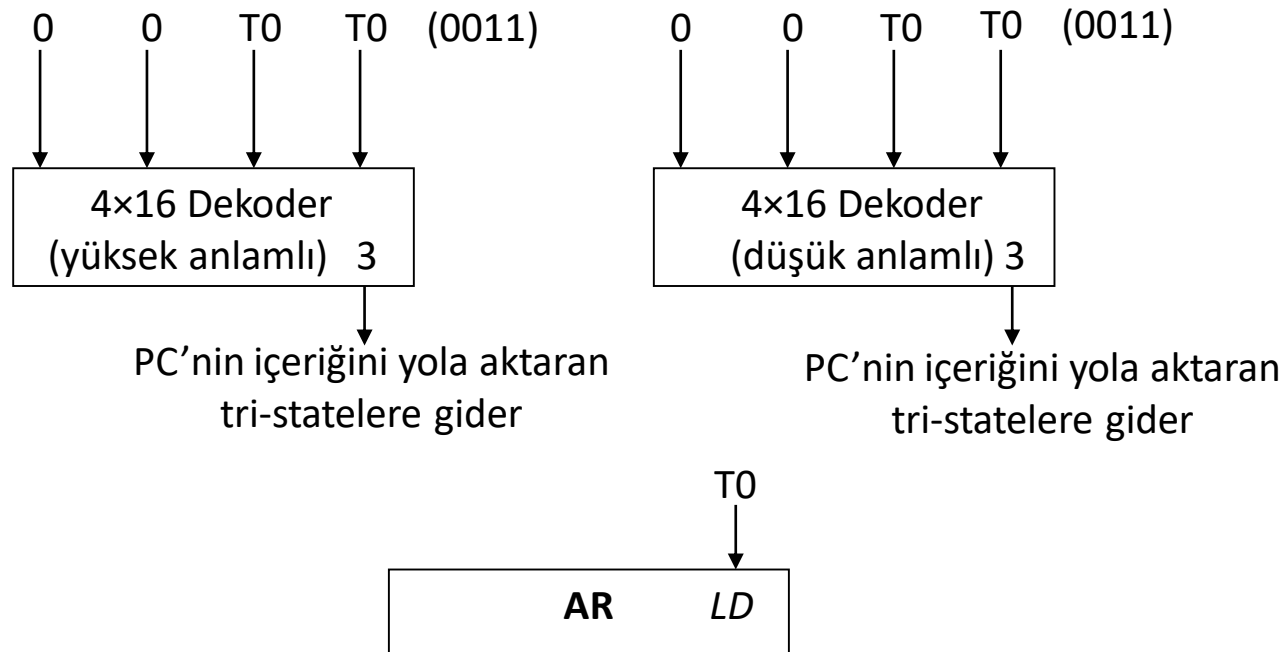 0 0 T0 T0 (0011)
0 0 T0 T0 (0011)
4×16 Dekoder
(yüksek anlamlı) 3
4×16 Dekoder
(düşük anlamlı) 3
PC’nin içeriğini yola aktaran
tri-statelere gider
PC’nin içeriğini yola aktaran
tri-statelere gider
T0
AR LD